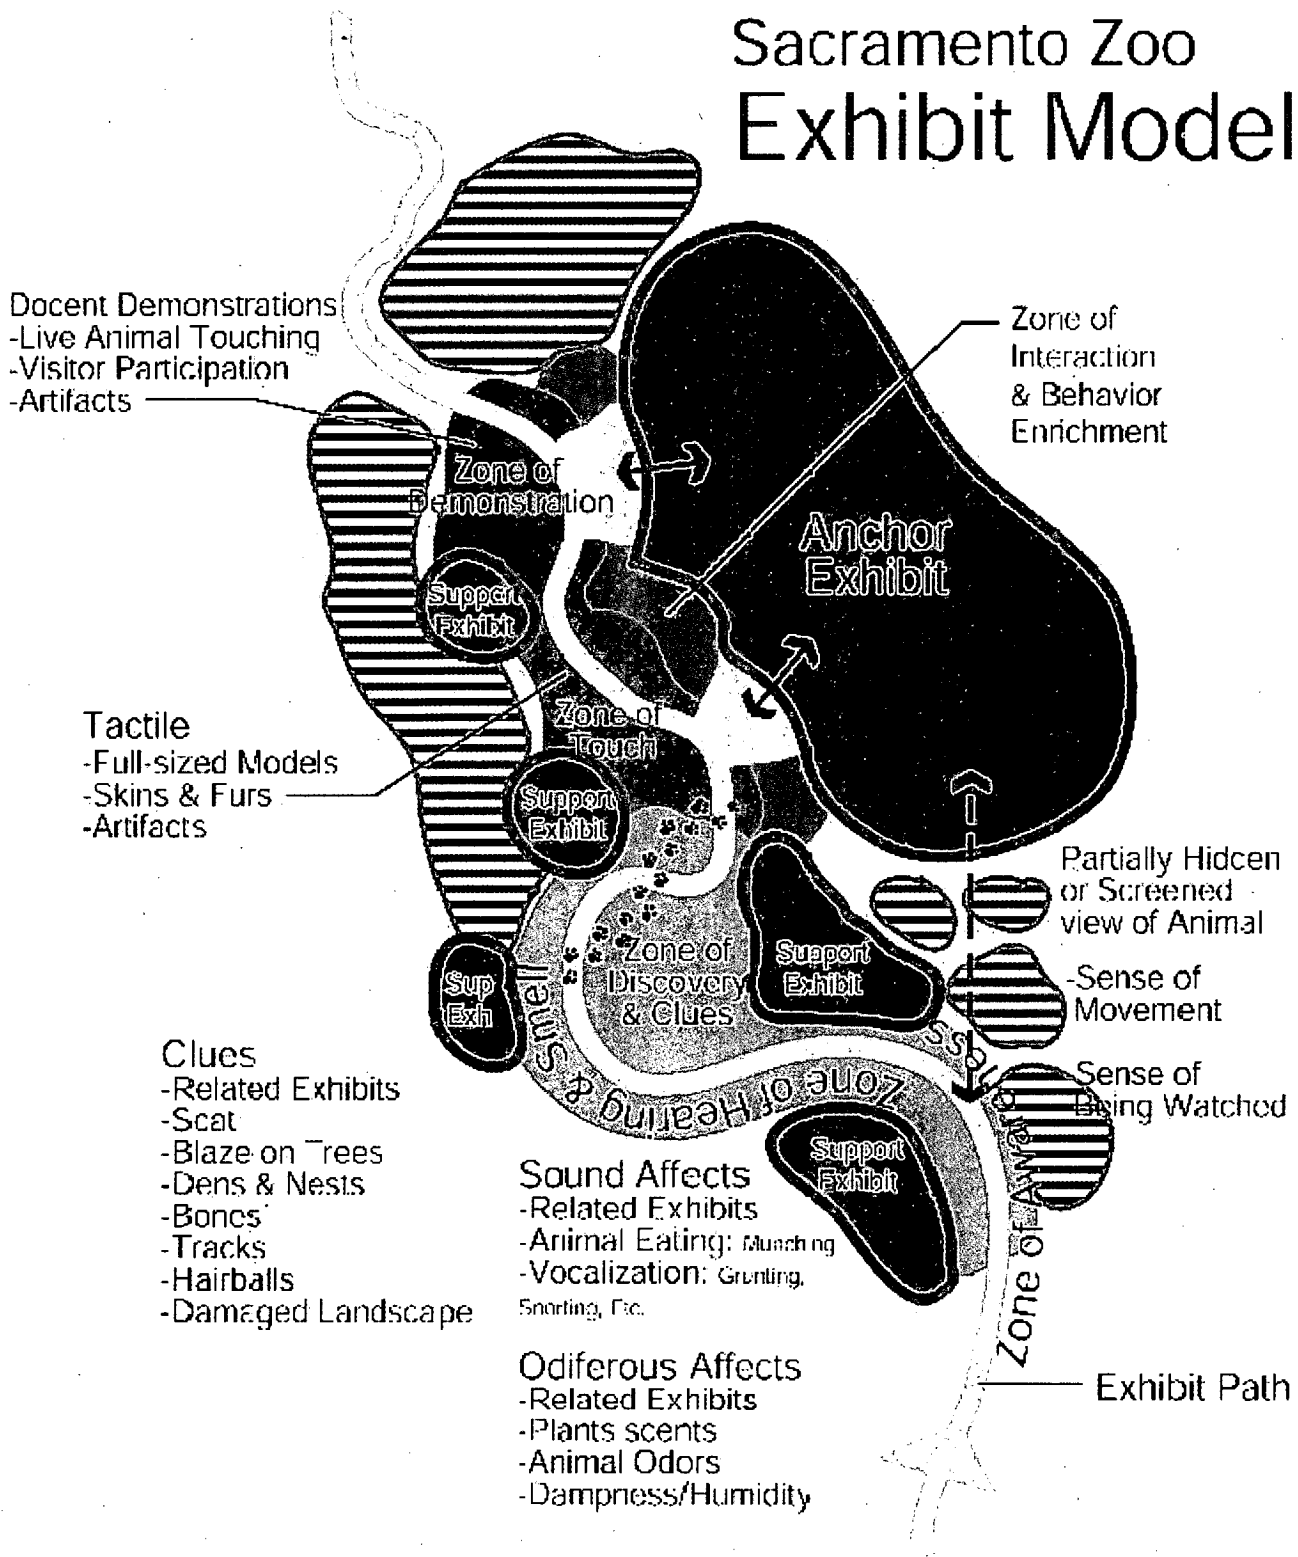 Sacramento Zoo
Exhibit Model
Docent Demonstrations
-Live Animal Touching
-Visitor Participation
-Artifacts
Zone of
Interaction
& Behavior
Enrichment
Zone of
Demonstration
Anchor
Exhibit
Support
Exhibit
Tactile
-Full-sized Models
-Skins & Furs
-Artifacts
Zone of
Touch
Support
Exhibit
Partially Hidcen
or Screened
view of Animal
-Sense of
Movement
Sense of
Being Watched
Zone of
Discovery
& Clues
Support
Exhibit
Sup
Exh
Zone of Hearing & Smell
Zone of Awareness
Support
Exhibit
Clues
-Related Exhibits
-Scat
-Blaze on Trees
-Dens & Nests
-Bones
-Tracks
-Hairballs
-Damaged Landscape
Sound Affects
-Related Exhibits
-Animal Eating: Munching
-Vocalization: Grunting,
Snorting, Etc.
Odiferous Affects
-Related Exhibits
-Plants scents
-Animal Odors
-Dampness/Humidity
Exhibit Path